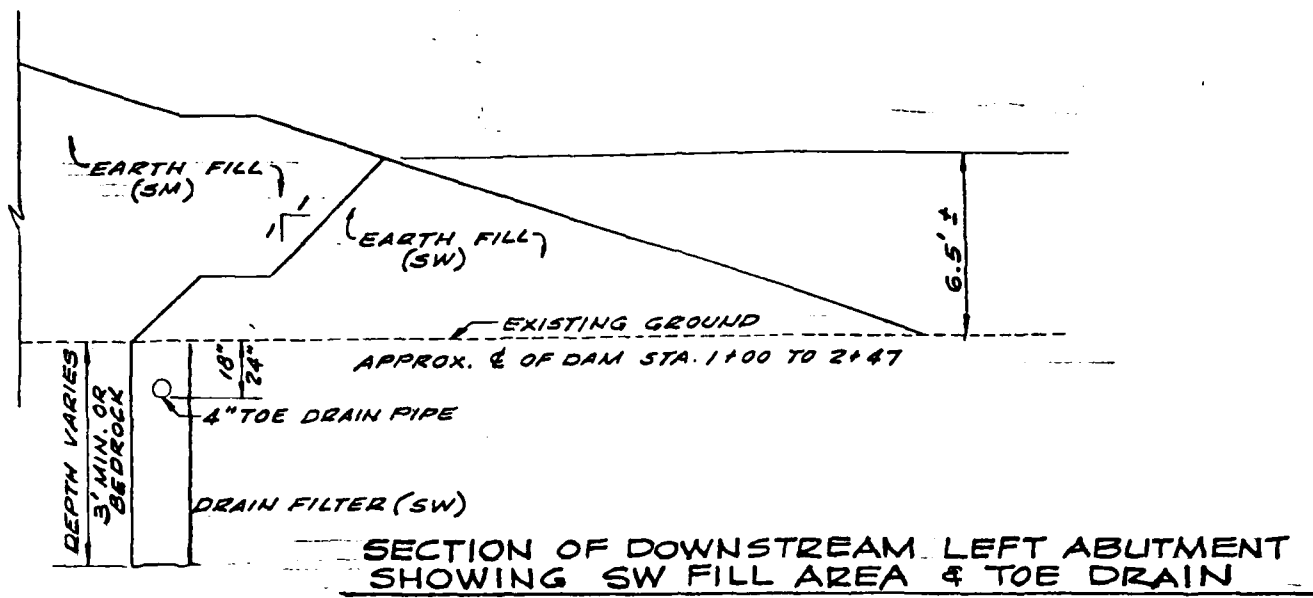 EARTH FILL
(SM)
1
1
EARTH FILL
(SW)
6.5' ±
EXISTING GROUND
APPROX. ℄ OF DAM STA. 1+00 TO 2+47
18"
24"
4" TOE DRAIN PIPE
DEPTH VARIES
3' MIN. OR
BEDROCK
DRAIN FILTER (SW)
SECTION OF DOWNSTREAM LEFT ABUTMENT
SHOWING SW FILL AREA & TOE DRAIN